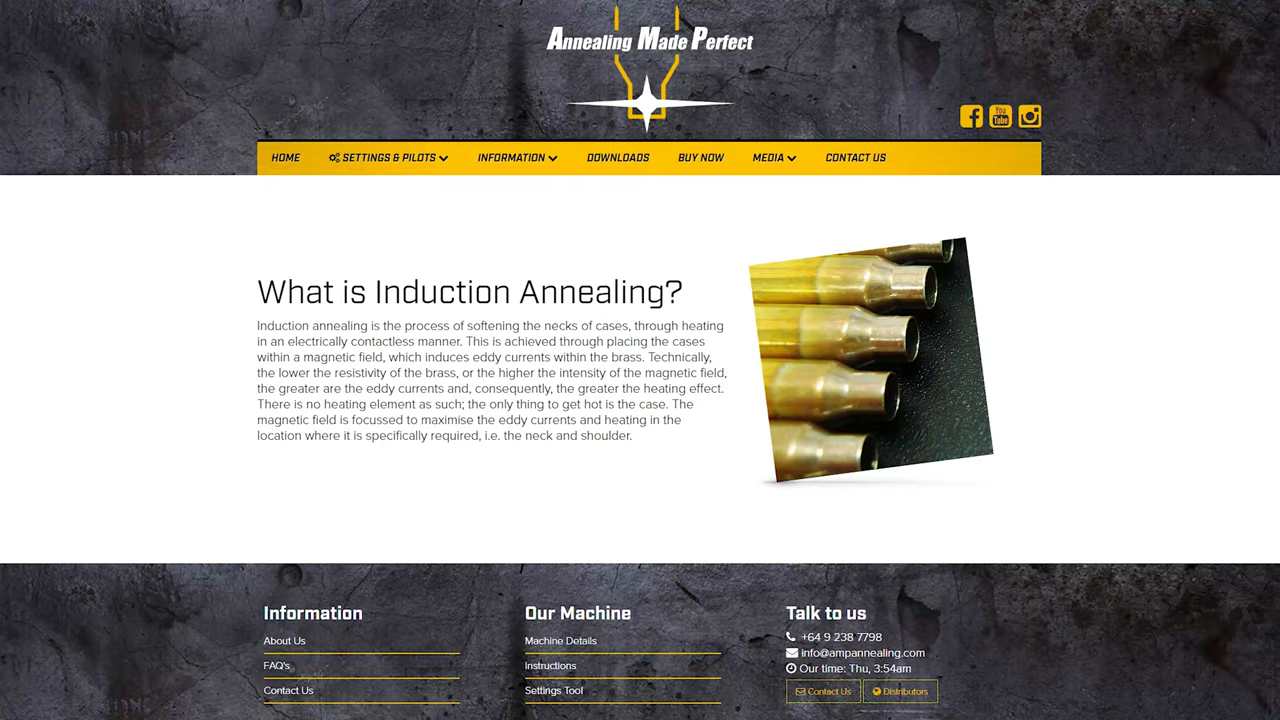 Annealing Made Perfect
You
Tube
HOME SETTINGS & PILOTS INFORMATION DOWNLOADS BUY NOW MEDIA CONTACT US
What is Induction Annealing?
Induction annealing is the process of softening the necks of cases, through heating
in an electrically contactless manner. This is achieved through placing the cases
within a magnetic field, which induces eddy currents within the brass. Technically,
the lower the resistivity of the brass, or the higher the intensity of the magnetic field,
the greater are the eddy currents and, consequently, the greater the heating effect.
There is no heating element as such; the only thing to get hot is the case. The
magnetic field is focussed to maximise the eddy currents and heating in the
location where it is specifically required, i.e. the neck and shoulder.
Information
About Us
FAQ's
Contact Us
Our Machine
Machine Details
Instructions
Settings Tool
Talk to us
+64 9 238 7798
info@ampannealing.com
Our time: Thu, 3:54am
Contact Us Distributors